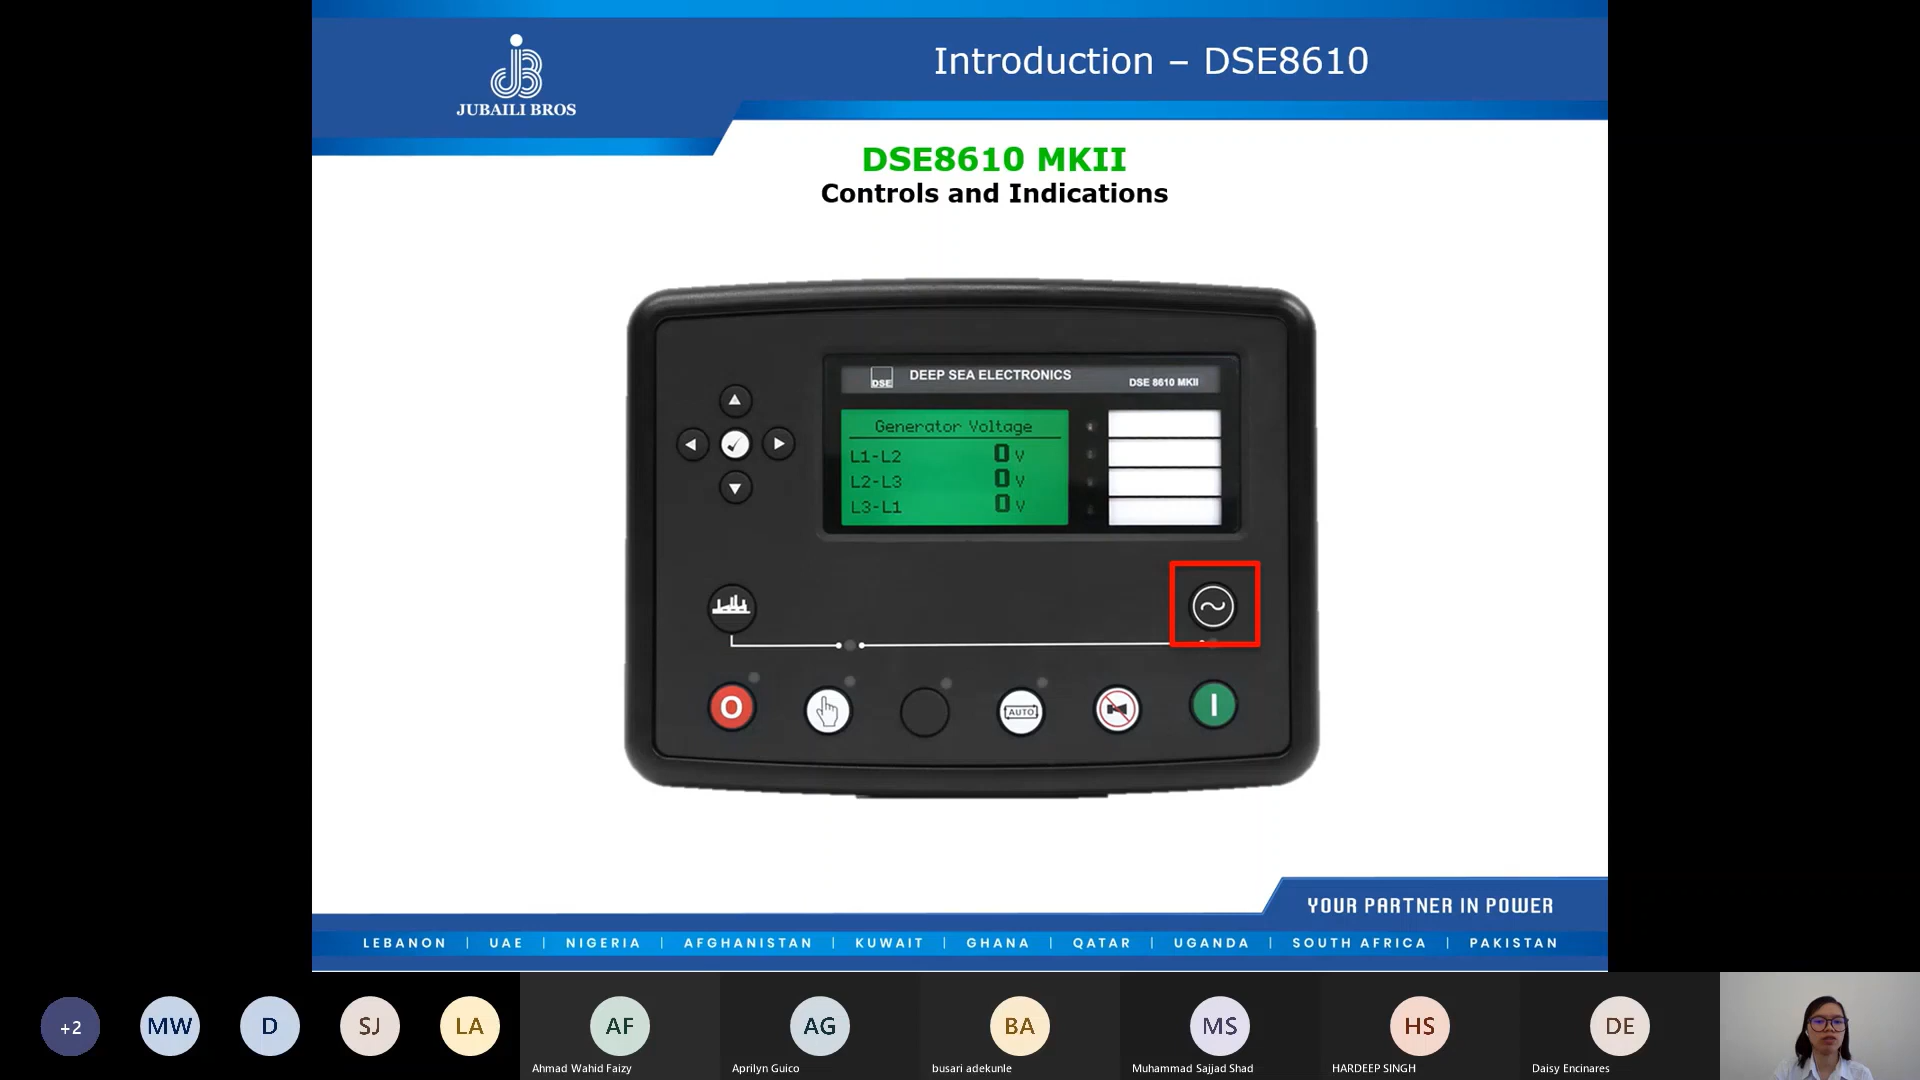 JUBAILI BROS
Introduction – DSE8610
DSE8610 MKII
Controls and Indications
DSE
DEEP SEA ELECTRONICS
DSE 8610 MKII
Generator Voltage
L1-L2 0 V
L2-L3 0 V
L3-L1 0 V
O
AUTO
I
YOUR PARTNER IN POWER
LEBANON | UAE | NIGERIA | AFGHANISTAN | KUWAIT | GHANA | QATAR | UGANDA | SOUTH AFRICA | PAKISTAN
+2
MW
D
SJ
LA
AF
Ahmad Wahid Faizy
AG
Aprilyn Guico
BA
busari adekunle
MS
Muhammad Sajjad Shad
HS
HARDEEP SINGH
DE
Daisy Encinares